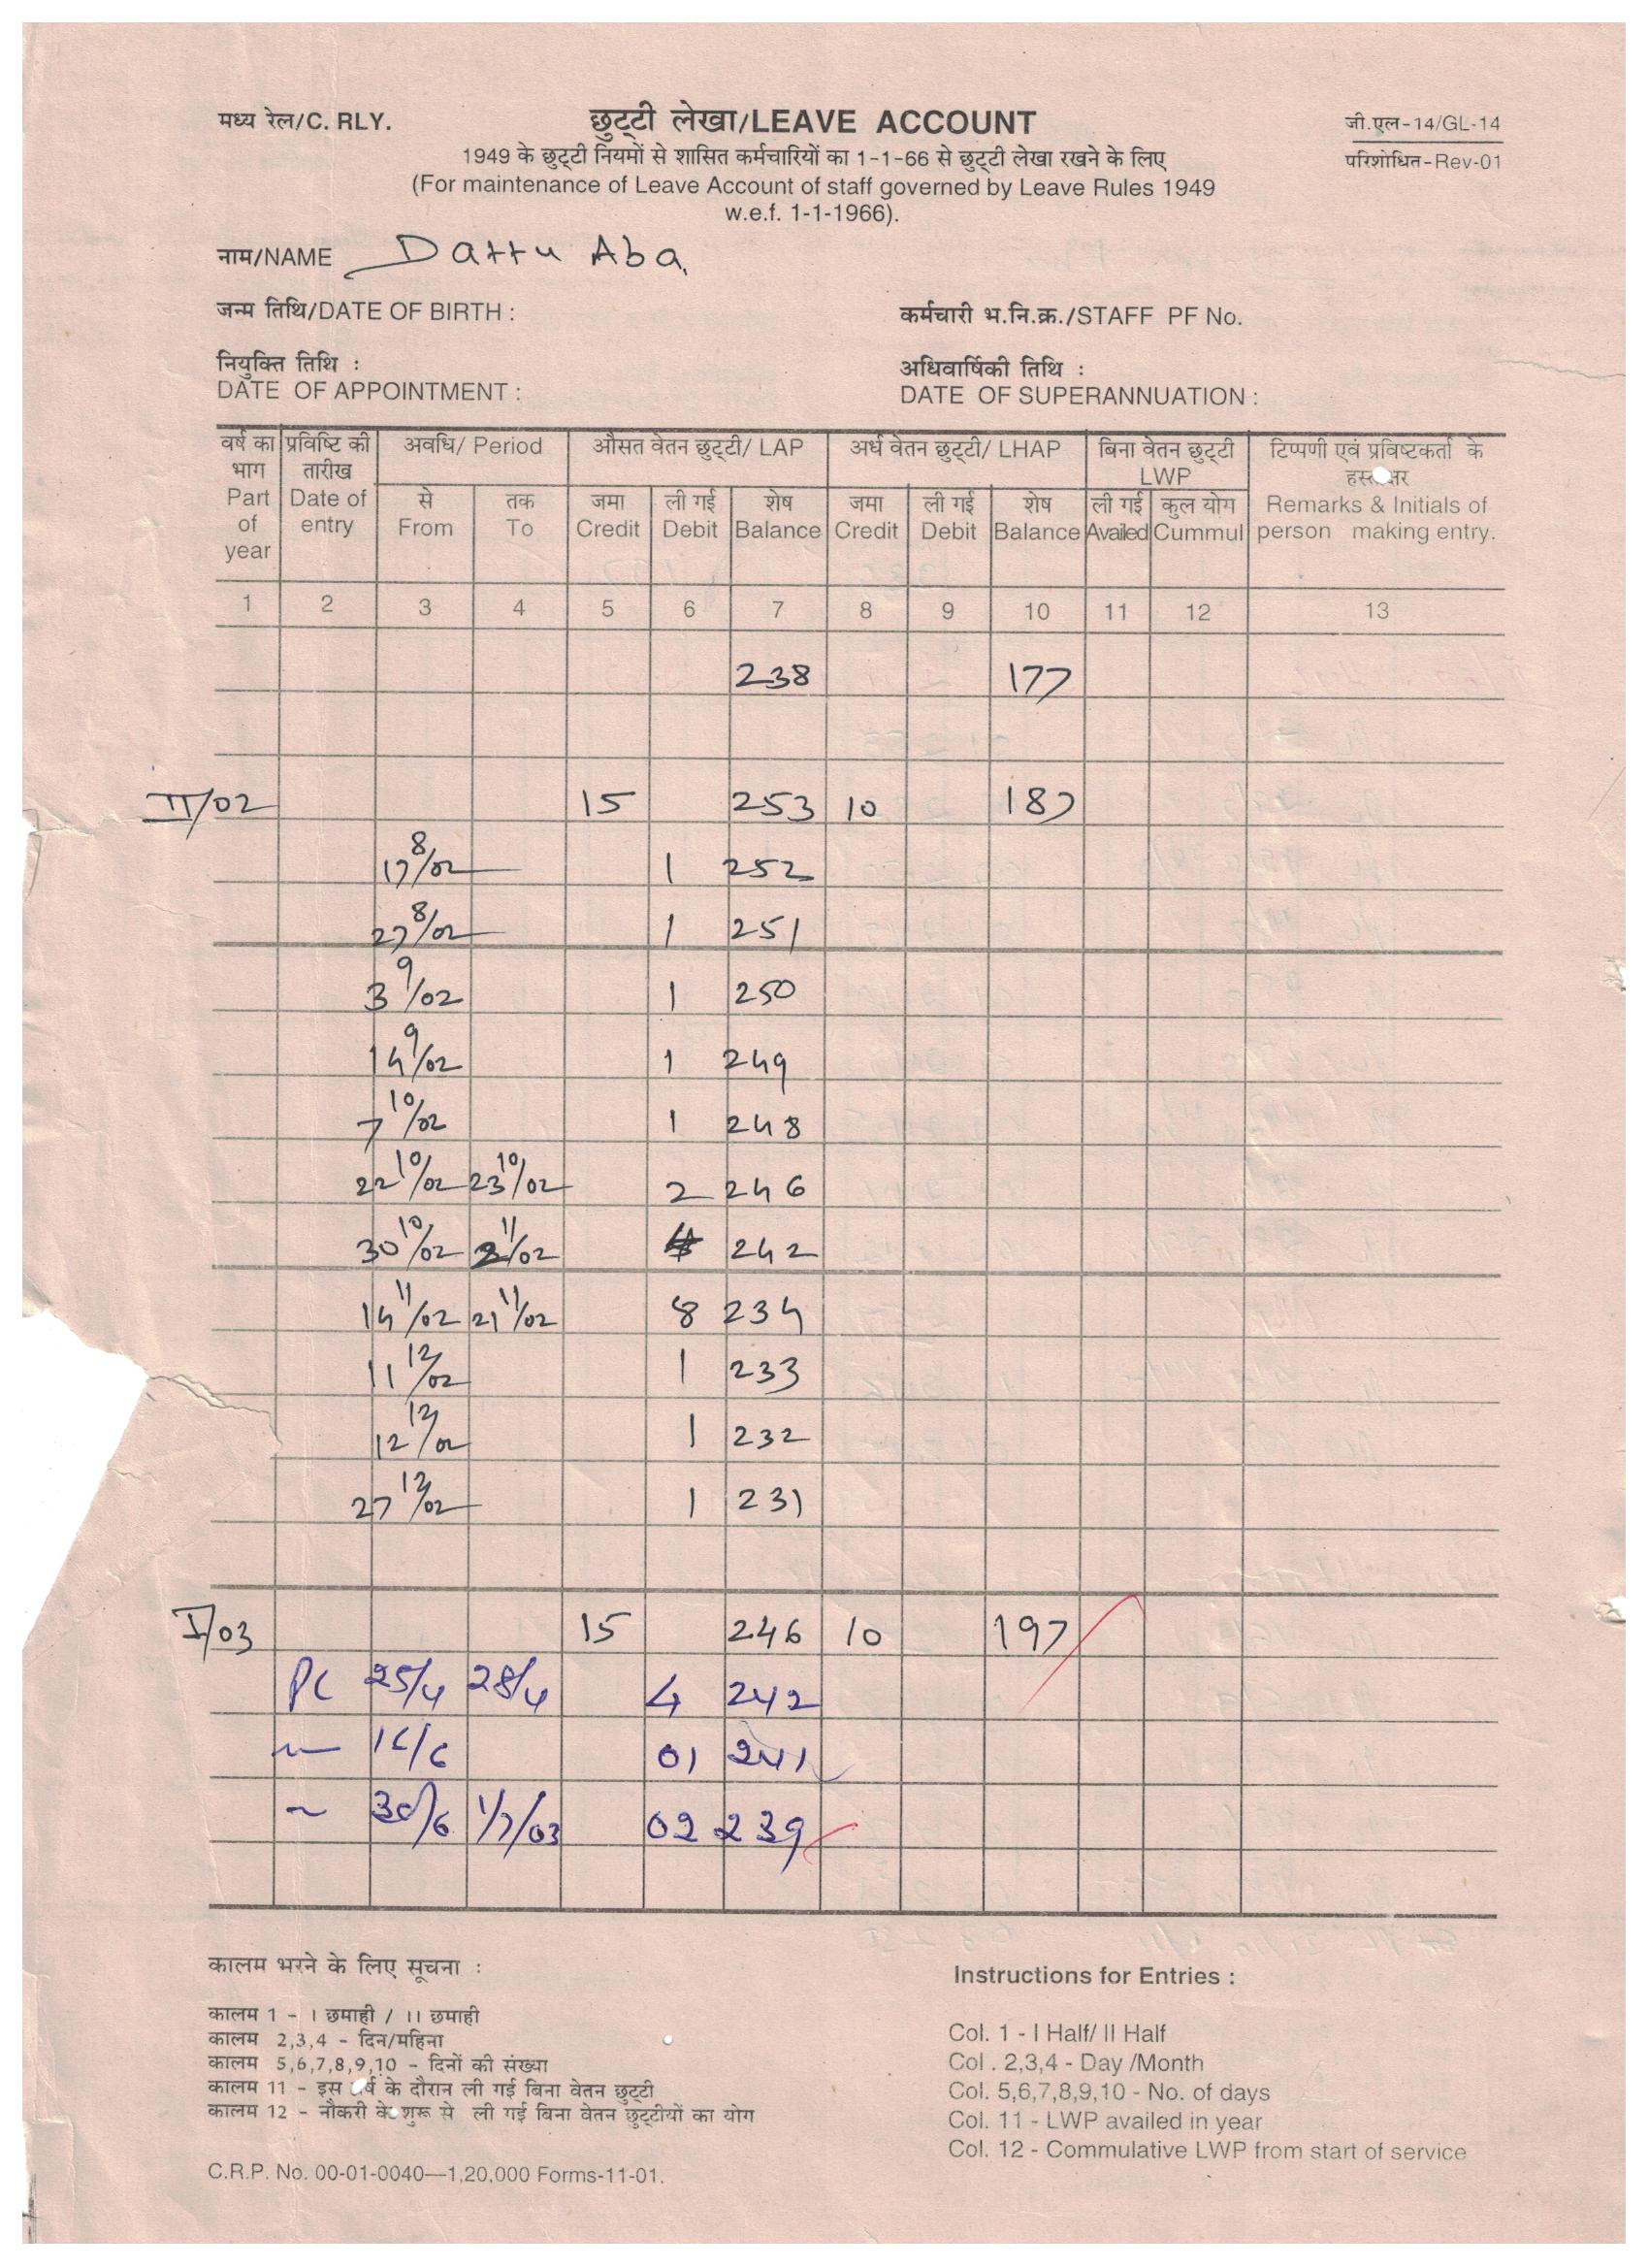 मध्य रेल/C. RLY.
छुट्टी लेखा/LEAVE ACCOUNT
जी.एल-14/GL-14
1949 के छुट्टी नियमों से शासित कर्मचारियों का 1-1-66 से छुट्टी लेखा रखने के लिए
परिशोधित-Rev-01
(For maintenance of Leave Account of staff governed by Leave Rules 1949
w.e.f. 1-1-1966).
नाम/NAME Dattu Aba.
जन्म तिथि/DATE OF BIRTH :
कर्मचारी भ.नि.क्र./STAFF PF No.
नियुक्ति तिथि :
अधिवार्षिकी तिथि :
DATE OF APPOINTMENT :
DATE OF SUPERANNUATION :
वर्ष का प्रविष्टि की अवधि/ Period औसत वेतन छुट्टी/ LAP अर्ध वेतन छुट्टी/ LHAP बिना वेतन छुट्टी टिप्पणी एवं प्रविष्टकर्ता के
भाग तारीख LWP
Part Date of से तक जमा ली गई शेष जमा ली गई शेष ली गई कुल योग Remarks & Initials of
of entry From To Credit Debit Balance Credit Debit Balance Availed Cummul person making entry.
year
1 2 3 4 5 6 7 8 9 10 11 12 13
238 177
II/02 15 253 10 187
17 8/02 1 252
27 8/02 1 251
3 9/02 1 250
14 9/02 1 249
7 10/02 1 248
22 10/02 23 10/02 2 246
30 10/02 2 11/02 4 242
14 11/02 21 11/02 8 234
11 12/02 1 233
12 12/02 1 232
27 12/02 1 231
I/03 15 246 10 197
PC 25/4 28/4 4 242
16/6 01 241
30/6 1/7/03 02 239
कालम भरने के लिए सूचना :
Instructions for Entries :
कालम 1 - । छमाही / ।। छमाही
कालम 2,3,4 - दिन/महिना
कालम 5,6,7,8,9,10 - दिनों की संख्या
कालम 11 - इस के दौरान ली गई बिना वेतन छुट्टी
कालम 12 - नौकरी के शुरू से ली गई बिना वेतन छुट्टीयों का योग
Col. 1 - I Half/ II Half
Col . 2,3,4 - Day /Month
Col. 5,6,7,8,9,10 - No. of days
Col. 11 - LWP availed in year
Col. 12 - Commulative LWP from start of service
C.R.P. No. 00-01-0040—1,20,000 Forms-11-01.